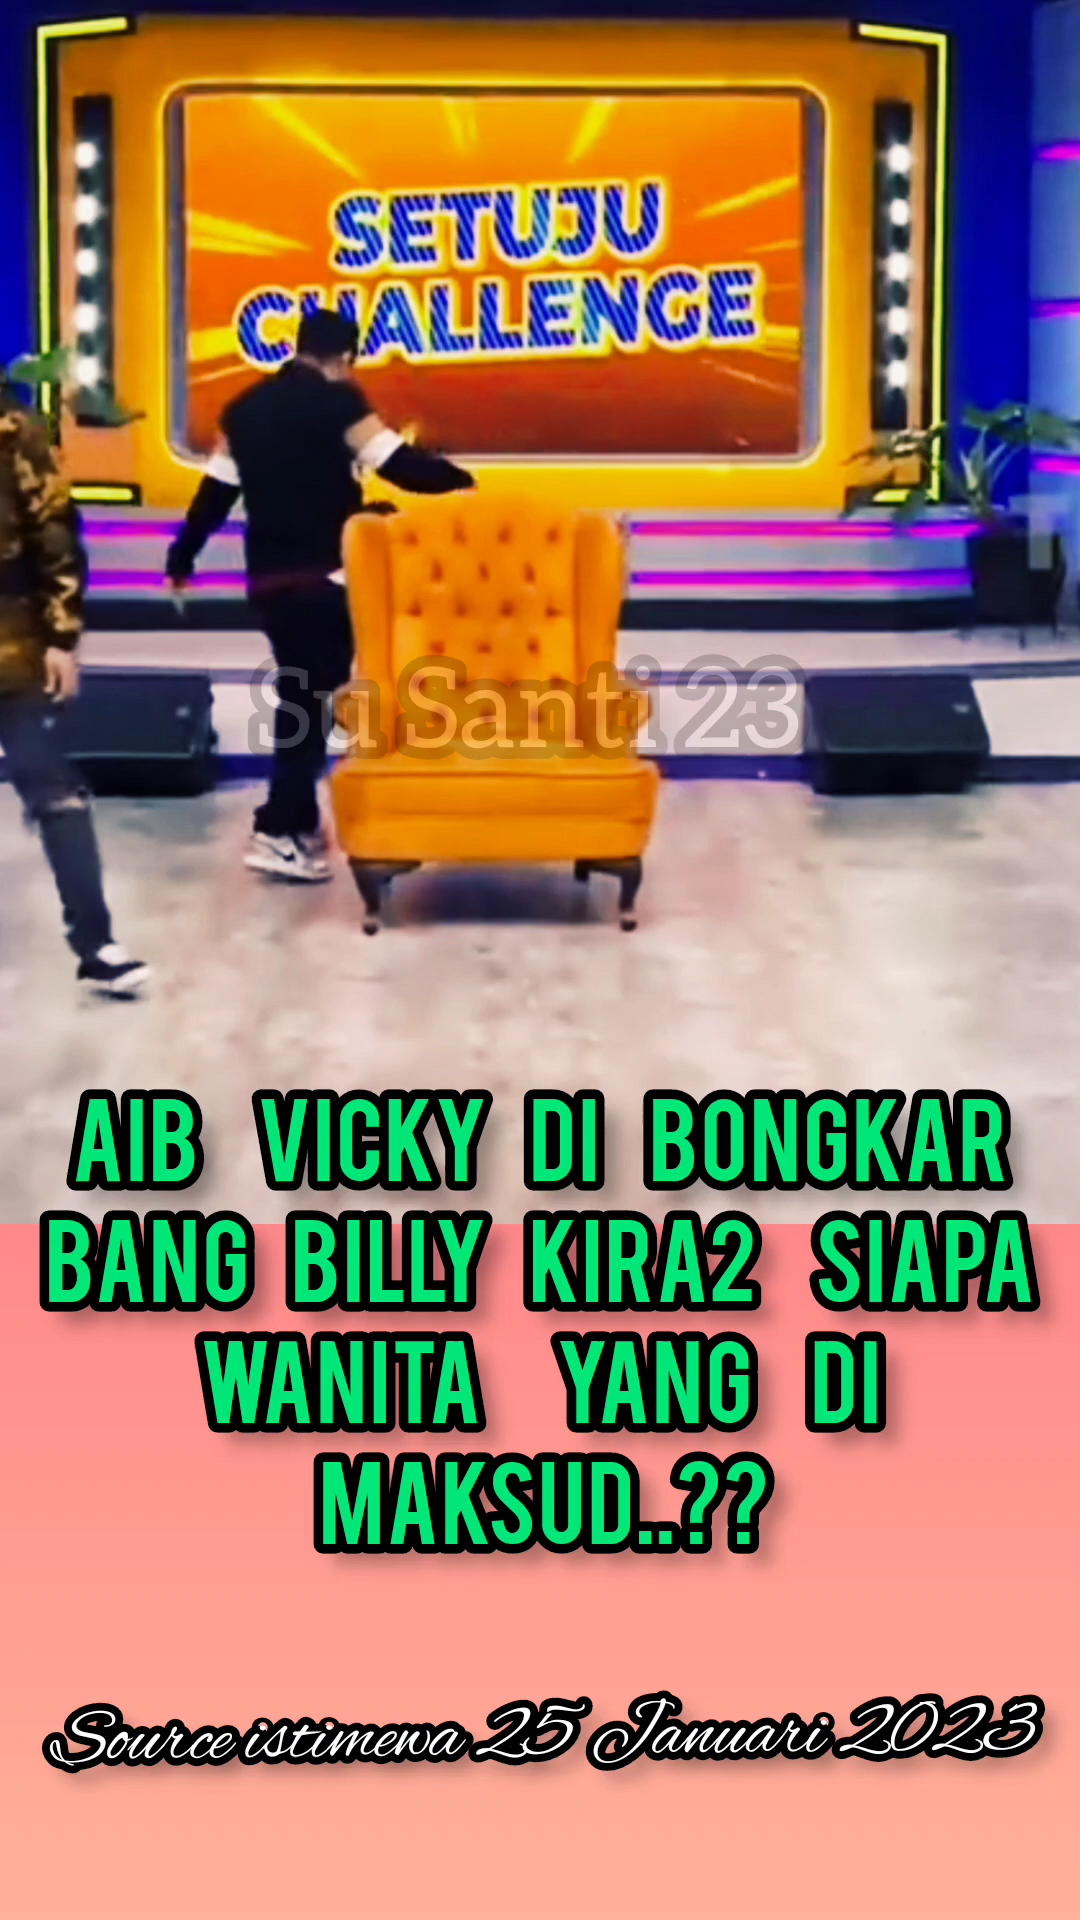 SETUJU
CHALLENGE
Su Santi 23
AIB VICKY DI BONGKAR
BANG BILLY KIRA2 SIAPA
WANITA YANG DI
MAKSUD..??
Source istimewa 25 Januari 2023